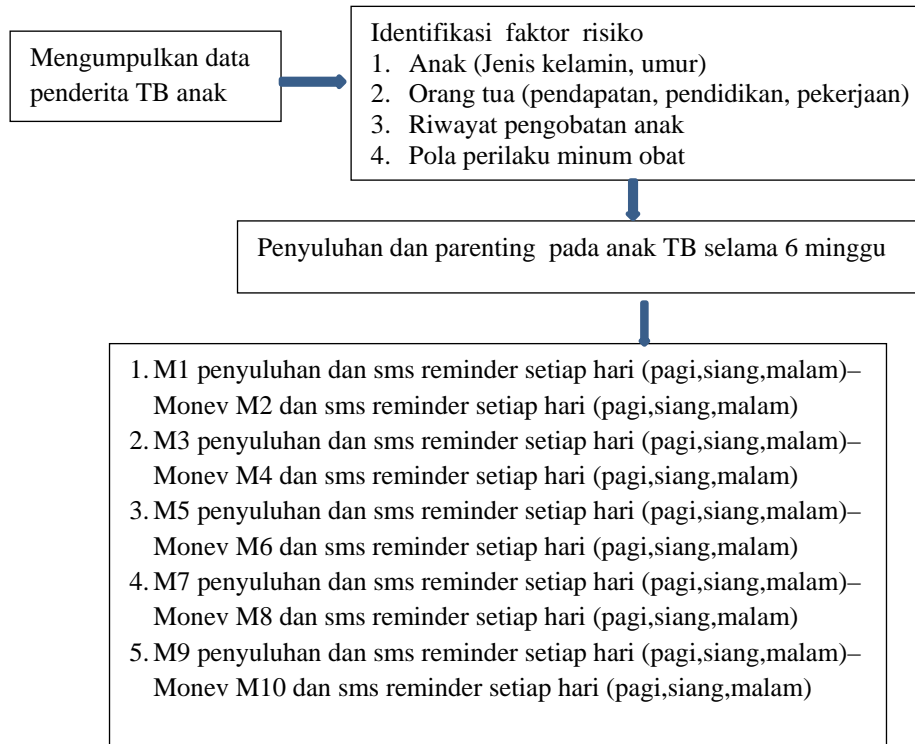 Mengumpulkan data
penderita TB anak
Identifikasi faktor risiko
1. Anak (Jenis kelamin, umur)
2. Orang tua (pendapatan, pendidikan, pekerjaan)
3. Riwayat pengobatan anak
4. Pola perilaku minum obat
Penyuluhan dan parenting pada anak TB selama 6 minggu
1. M1 penyuluhan dan sms reminder setiap hari (pagi,siang,malam)–
Monev M2 dan sms reminder setiap hari (pagi,siang,malam)
2. M3 penyuluhan dan sms reminder setiap hari (pagi,siang,malam)–
Monev M4 dan sms reminder setiap hari (pagi,siang,malam)
3. M5 penyuluhan dan sms reminder setiap hari (pagi,siang,malam)–
Monev M6 dan sms reminder setiap hari (pagi,siang,malam)
4. M7 penyuluhan dan sms reminder setiap hari (pagi,siang,malam)–
Monev M8 dan sms reminder setiap hari (pagi,siang,malam)
5. M9 penyuluhan dan sms reminder setiap hari (pagi,siang,malam)–
Monev M10 dan sms reminder setiap hari (pagi,siang,malam)